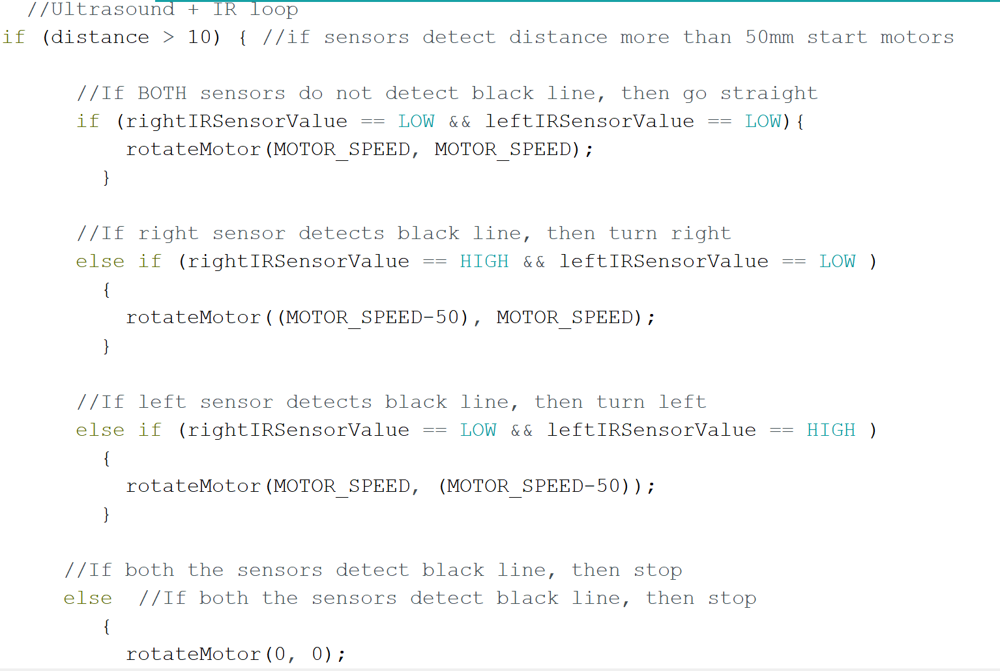 //Ultrasound + IR loop
if (distance > 10) { //if sensors detect distance more than 50mm start motors
//If BOTH sensors do not detect black line, then go straight
if (rightIRSensorValue == LOW && leftIRSensorValue == LOW){
rotateMotor(MOTOR_SPEED, MOTOR_SPEED);
}
//If right sensor detects black line, then turn right
else if (rightIRSensorValue == HIGH && leftIRSensorValue == LOW )
{
rotateMotor((MOTOR_SPEED-50), MOTOR_SPEED);
}
//If left sensor detects black line, then turn left
else if (rightIRSensorValue == LOW && leftIRSensorValue == HIGH )
{
rotateMotor(MOTOR_SPEED, (MOTOR_SPEED-50));
}
//If both the sensors detect black line, then stop
else  //If both the sensors detect black line, then stop
{
rotateMotor(0, 0);